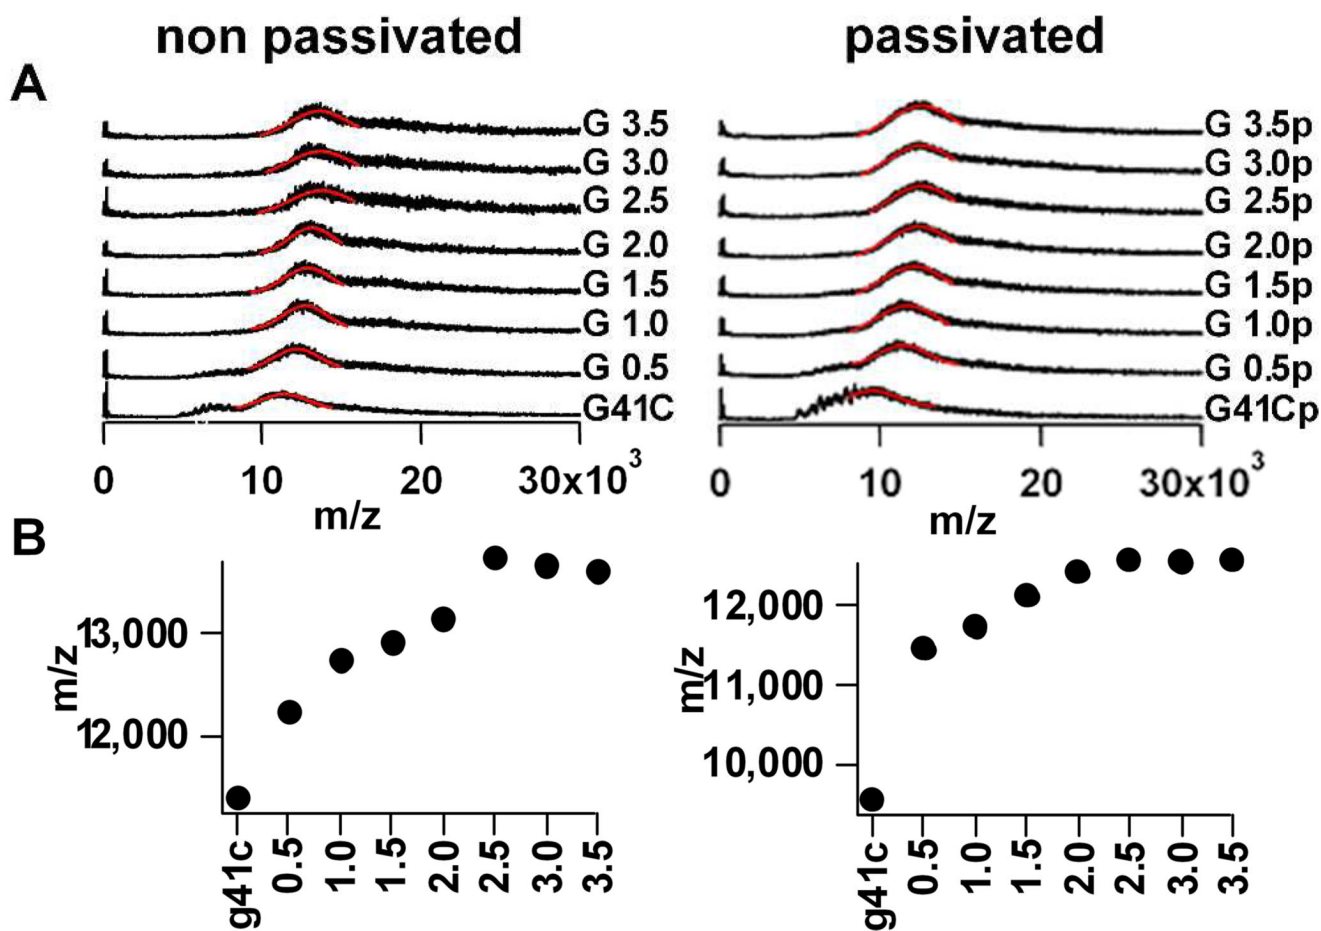 non passivated
passivated
A
G 3.5
G 3.0
G 2.5
G 2.0
G 1.5
G 1.0
G 0.5
G41C
0 10 20 30x10³
m/z
G 3.5p
G 3.0p
G 2.5p
G 2.0p
G 1.5p
G 1.0p
G 0.5p
G41Cp
0 10 20 30x10³
m/z
B
m/z
13,000
12,000
g41c 0.5 1.0 1.5 2.0 2.5 3.0 3.5
m/z
12,000
11,000
10,000
g41c 0.5 1.0 1.5 2.0 2.5 3.0 3.5